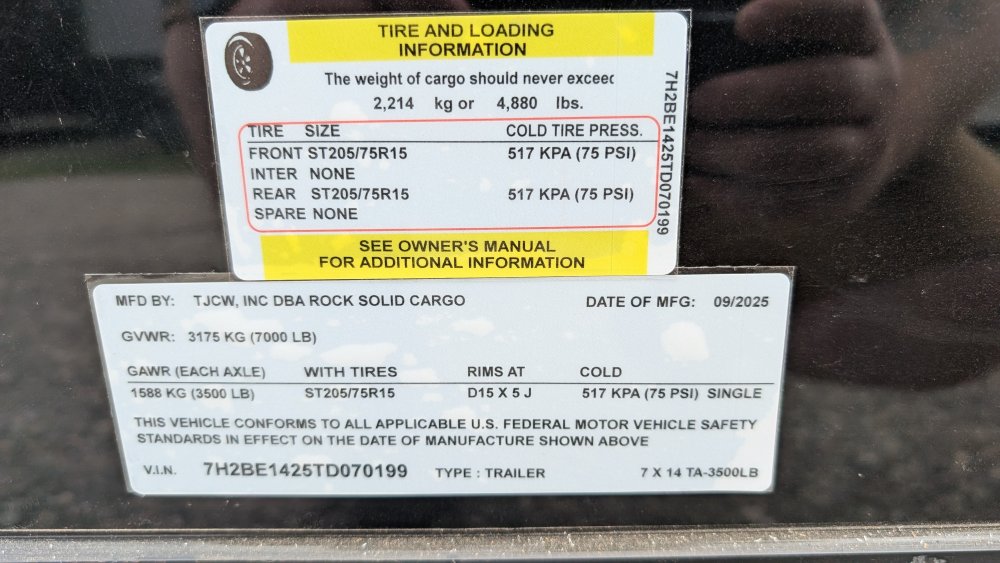 TIRE AND LOADING
INFORMATION
The weight of cargo should never exceed
2,214 kg or 4,880 lbs.
TIRE SIZE COLD TIRE PRESS.
FRONT ST205/75R15 517 KPA (75 PSI)
INTER NONE
REAR ST205/75R15 517 KPA (75 PSI)
SPARE NONE
SEE OWNER'S MANUAL
FOR ADDITIONAL INFORMATION
7H2BE1425TD070199
MFD BY: TJCW, INC DBA ROCK SOLID CARGO DATE OF MFG: 09/2025
GVWR: 3175 KG (7000 LB)
GAWR (EACH AXLE) WITH TIRES RIMS AT COLD
1588 KG (3500 LB) ST205/75R15 D15 X 5 J 517 KPA (75 PSI) SINGLE
THIS VEHICLE CONFORMS TO ALL APPLICABLE U.S. FEDERAL MOTOR VEHICLE SAFETY
STANDARDS IN EFFECT ON THE DATE OF MANUFACTURE SHOWN ABOVE
V.I.N. 7H2BE1425TD070199 TYPE : TRAILER 7 X 14 TA-3500LB